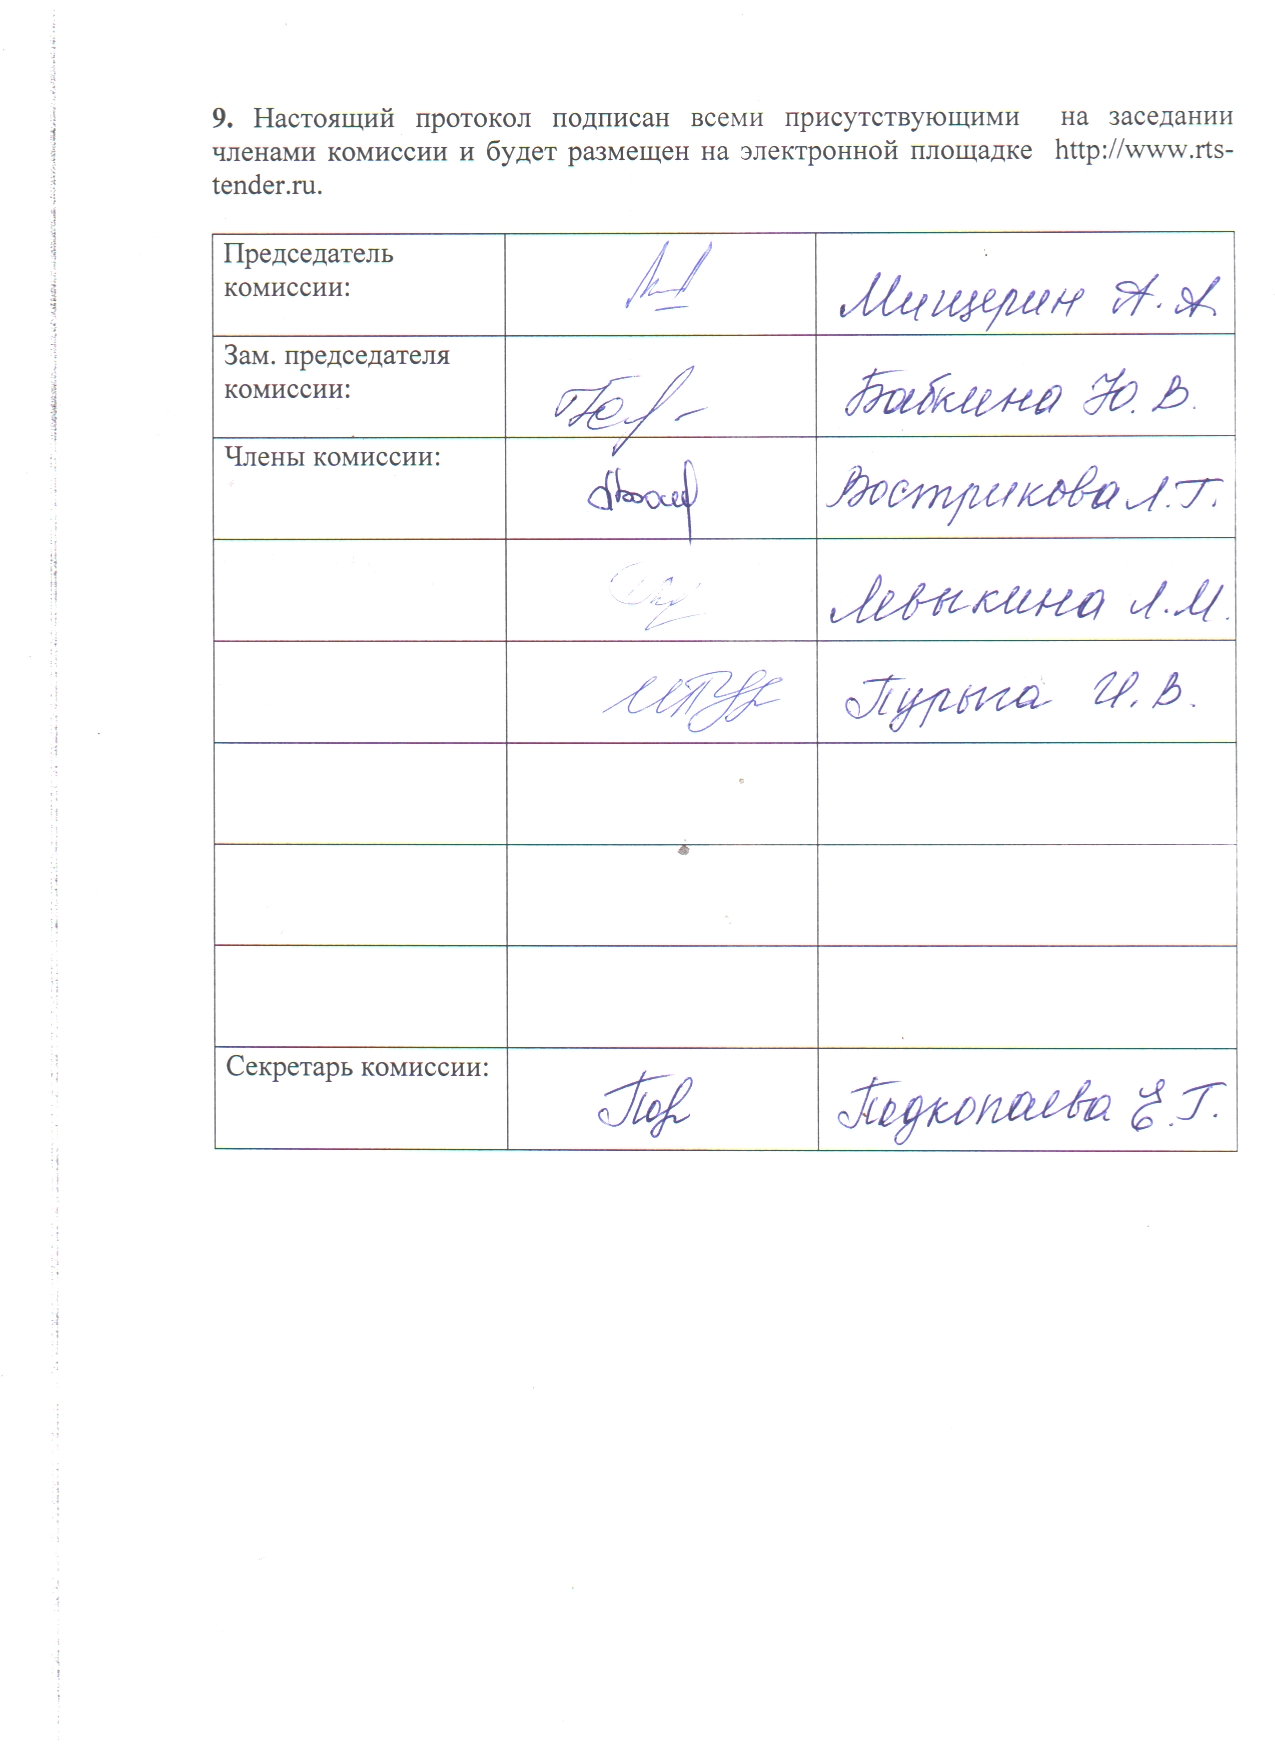 9. Настоящий протокол подписан всеми присутствующими на заседании
членами комиссии и будет размещен на электронной площадке http://www.rts-
tender.ru.
Председатель
комиссии:
Мищерин А. А.
Зам. председателя
комиссии:
Бабкина Ю. В.
Члены комиссии:
Вострикова Л.Г.
Левыкина Л.М.
Пурыга И. В.
Секретарь комиссии:
Подкопаева Е.Г.